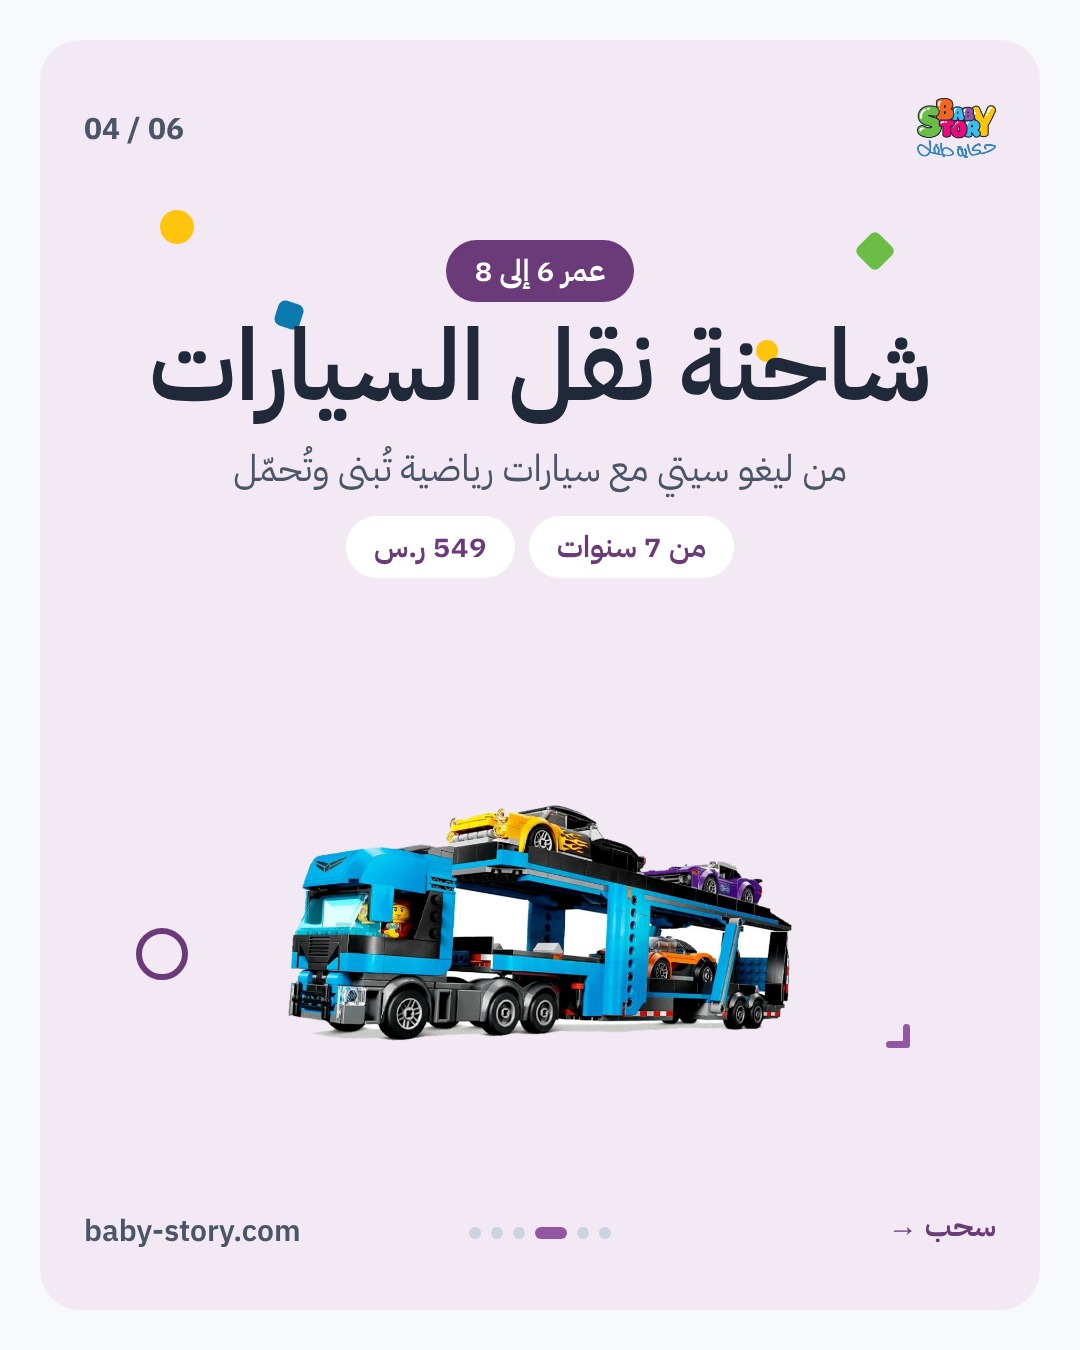 04 / 06
BABY STORY
حكاية طفل
عمر 6 إلى 8
شاحنة نقل السيارات
من ليغو سيتي مع سيارات رياضية تُبنى وتُحمّل
من 7 سنوات
549 ر.س
baby-story.com
سحب →